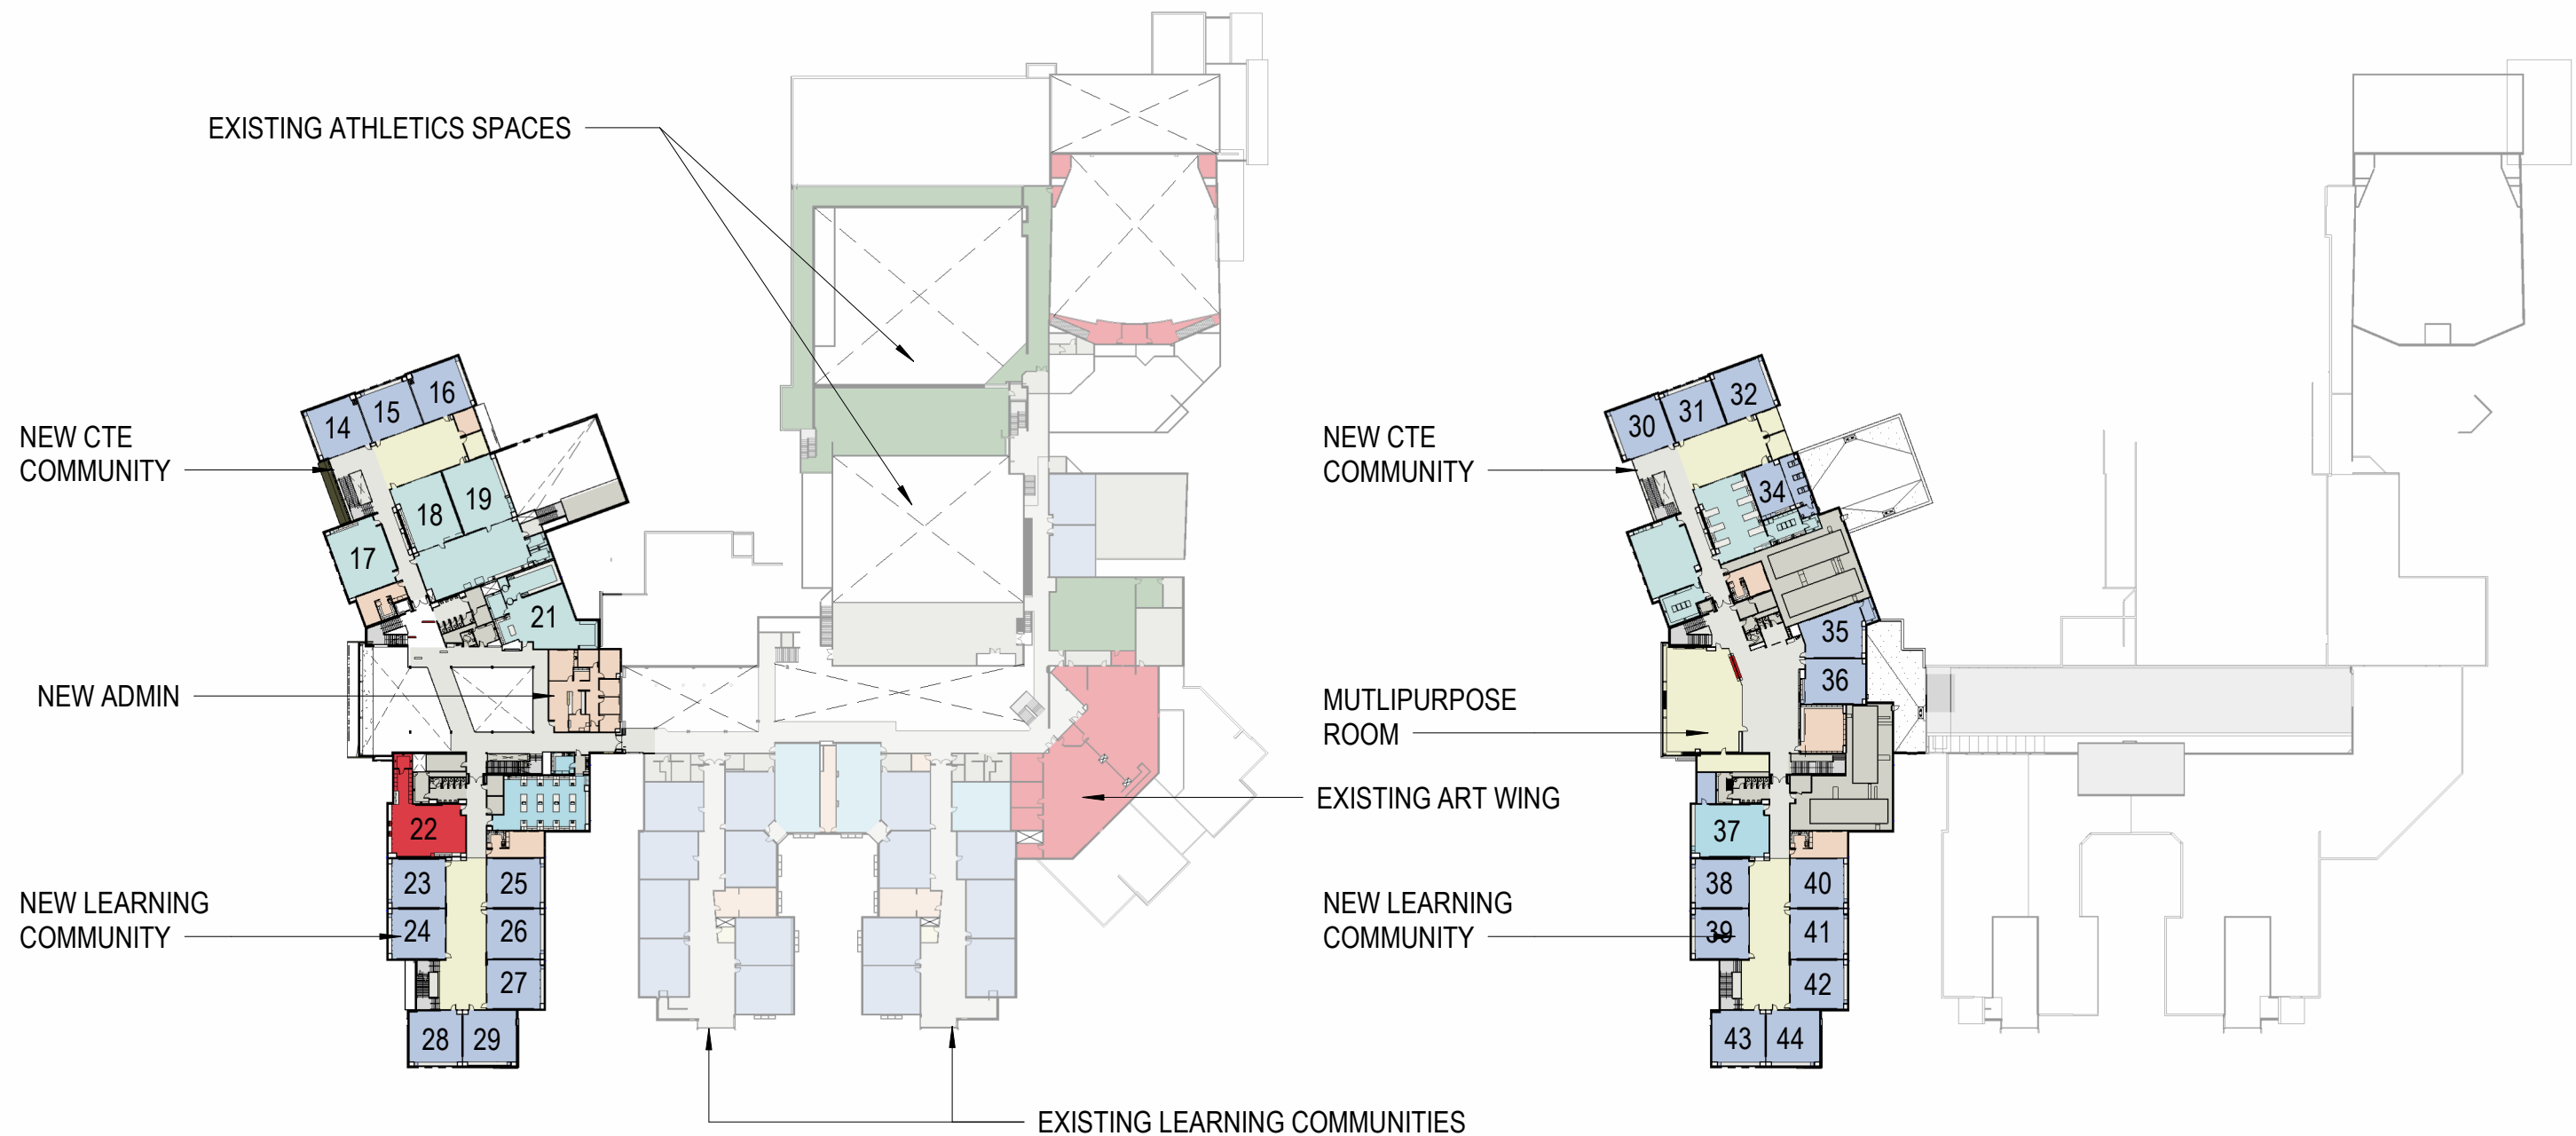 EXISTING ATHLETICS SPACES
NEW CTE
COMMUNITY
14
15
16
17
18
19
21
NEW ADMIN
22
23
24
25
26
27
28
29
NEW LEARNING
COMMUNITY
EXISTING ART WING
EXISTING LEARNING COMMUNITIES
NEW CTE
COMMUNITY
30
31
32
34
35
36
MUTLIPURPOSE
ROOM
37
38
39
40
41
42
43
44
NEW LEARNING
COMMUNITY